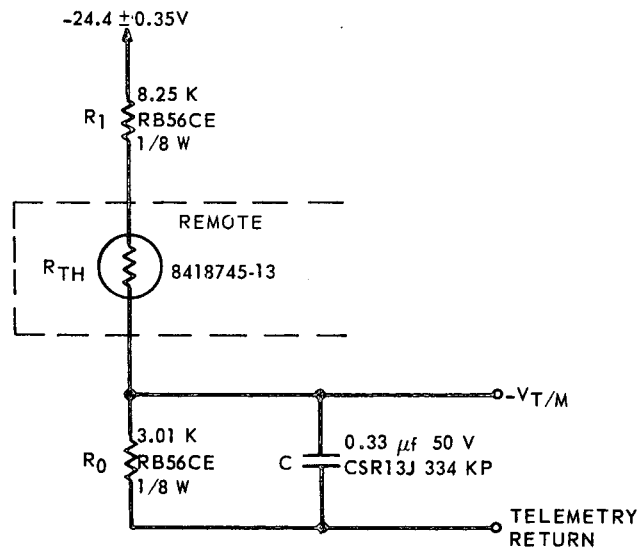 -24.4 ±0.35V
8.25 K
R1 RB56CE
1/8 W
REMOTE
RTH 8418745-13
-VT/M
3.01 K
R0 RB56CE
1/8 W
0.33 μf 50 V
C CSR13J 334 KP
TELEMETRY
RETURN